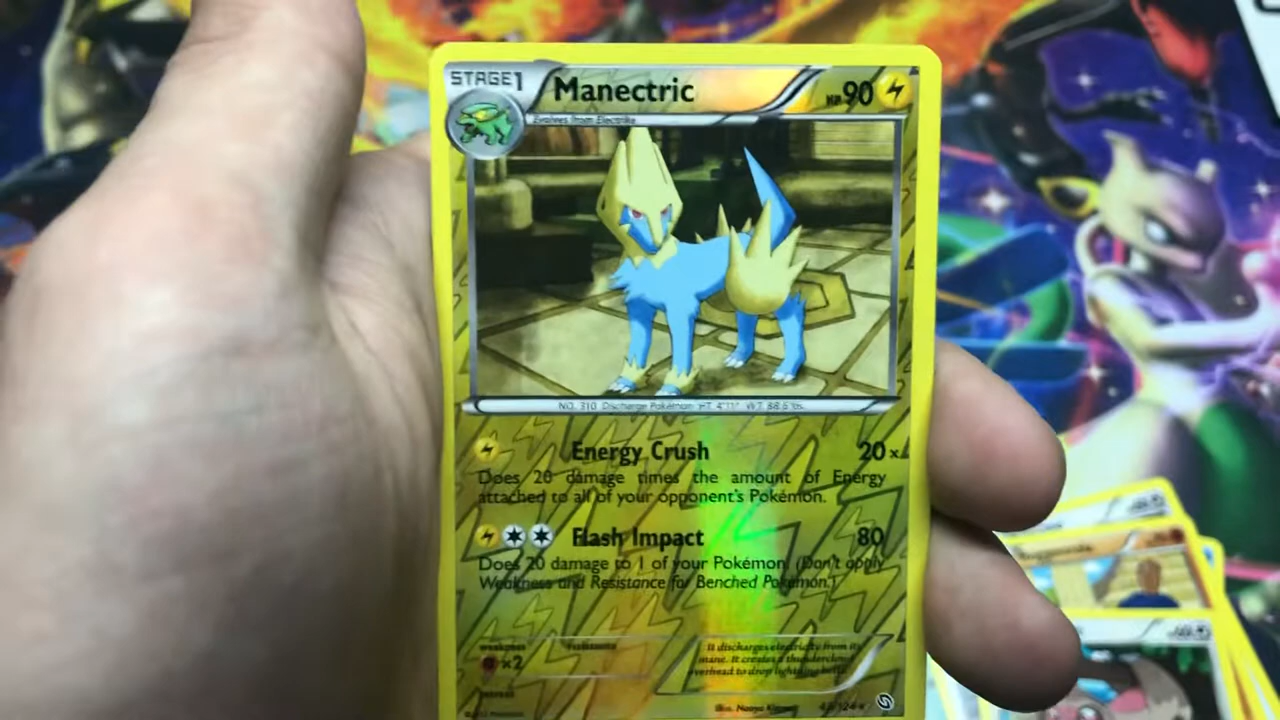 STAGE1
Manectric
HP90
Evolves from Electrike
NO. 310 Discharge Pokémon HT. 4'11" WT. 88.6 lbs.
Energy Crush 20×
Does 20 damage times the amount of Energy
attached to all of your opponent's Pokémon.
Flash Impact 80
Does 20 damage to 1 of your Pokémon. (Don't apply
Weakness and Resistance for Benched Pokémon.)
weakness resistance
×2
It discharges electricity from its
mane. It creates a thundercloud
overhead to drop lightning bolts.
retreat
Illus. Naoyo